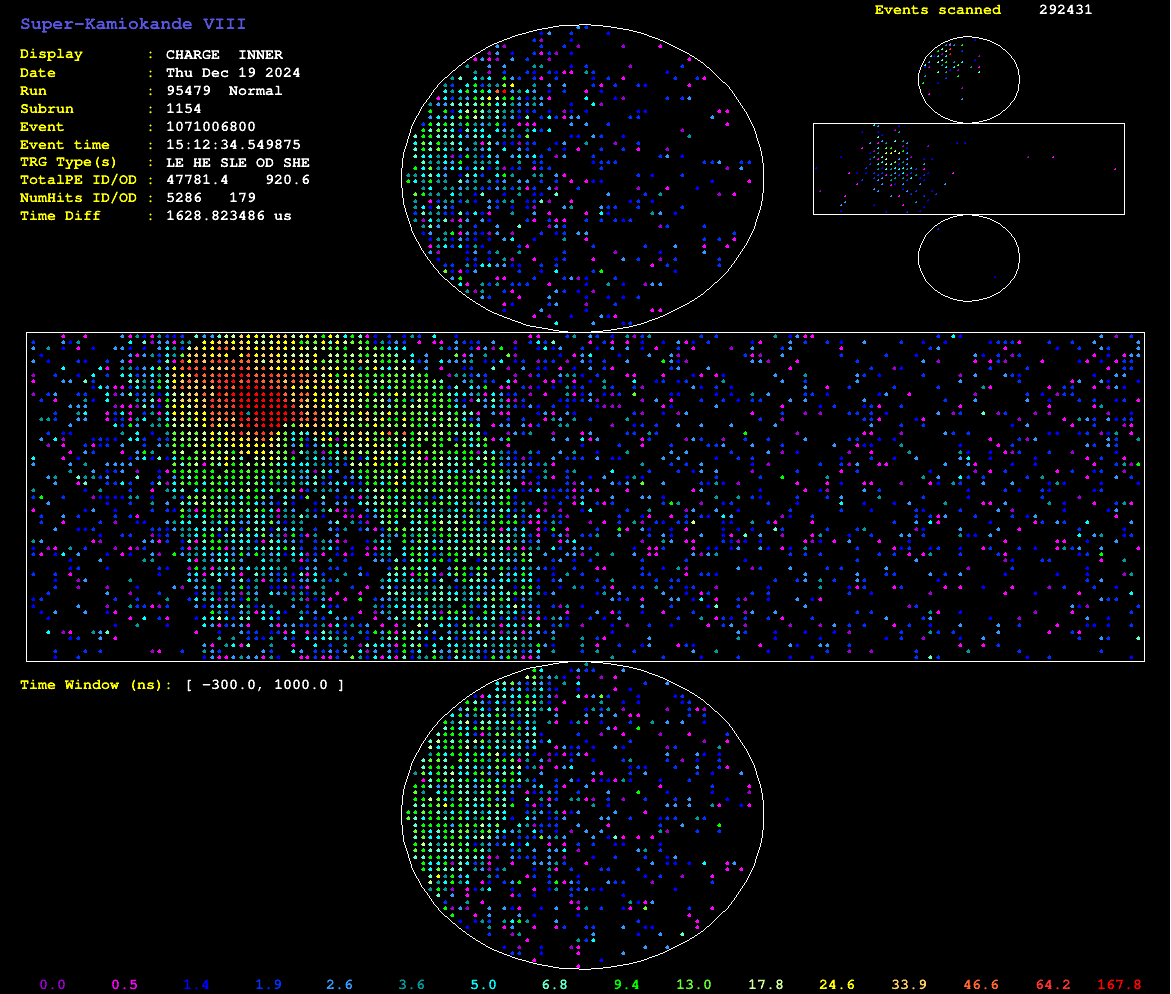 Super-Kamiokande VIII
Events scanned 292431
Display : CHARGE INNER
Date : Thu Dec 19 2024
Run : 95479 Normal
Subrun : 1154
Event : 1071006800
Event time : 15:12:34.549875
TRG Type(s) : LE HE SLE OD SHE
TotalPE ID/OD : 47781.4 920.6
NumHits ID/OD : 5286 179
Time Diff : 1628.823486 us
Time Window (ns): [ −300.0, 1000.0 ]
0.0 0.5 1.4 1.9 2.6 3.6 5.0 6.8 9.4 13.0 17.8 24.6 33.9 46.6 64.2 167.8